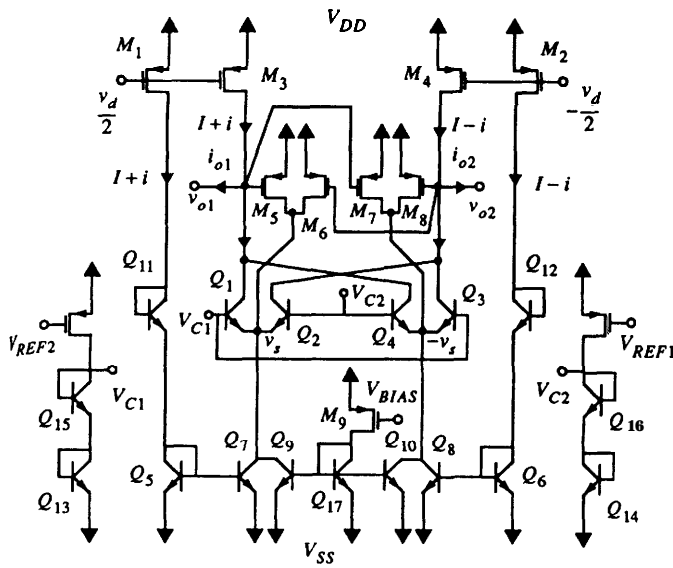 V_DD
M_1 M_3 M_4 M_2
v_d/2 -v_d/2
I+i I-i
i_o1 i_o2
I+i I-i
v_o1 M_5 M_6 M_7 M_8 v_o2
Q_11 Q_12
Q_1 V_C2 Q_3
V_C1 Q_2 Q_4
v_s -v_s
V_REF2 V_REF1
V_C1 V_BIAS V_C2
Q_15 M_9 Q_16
Q_7 Q_9 Q_10 Q_8
Q_13 Q_5 Q_17 Q_6 Q_14
V_SS